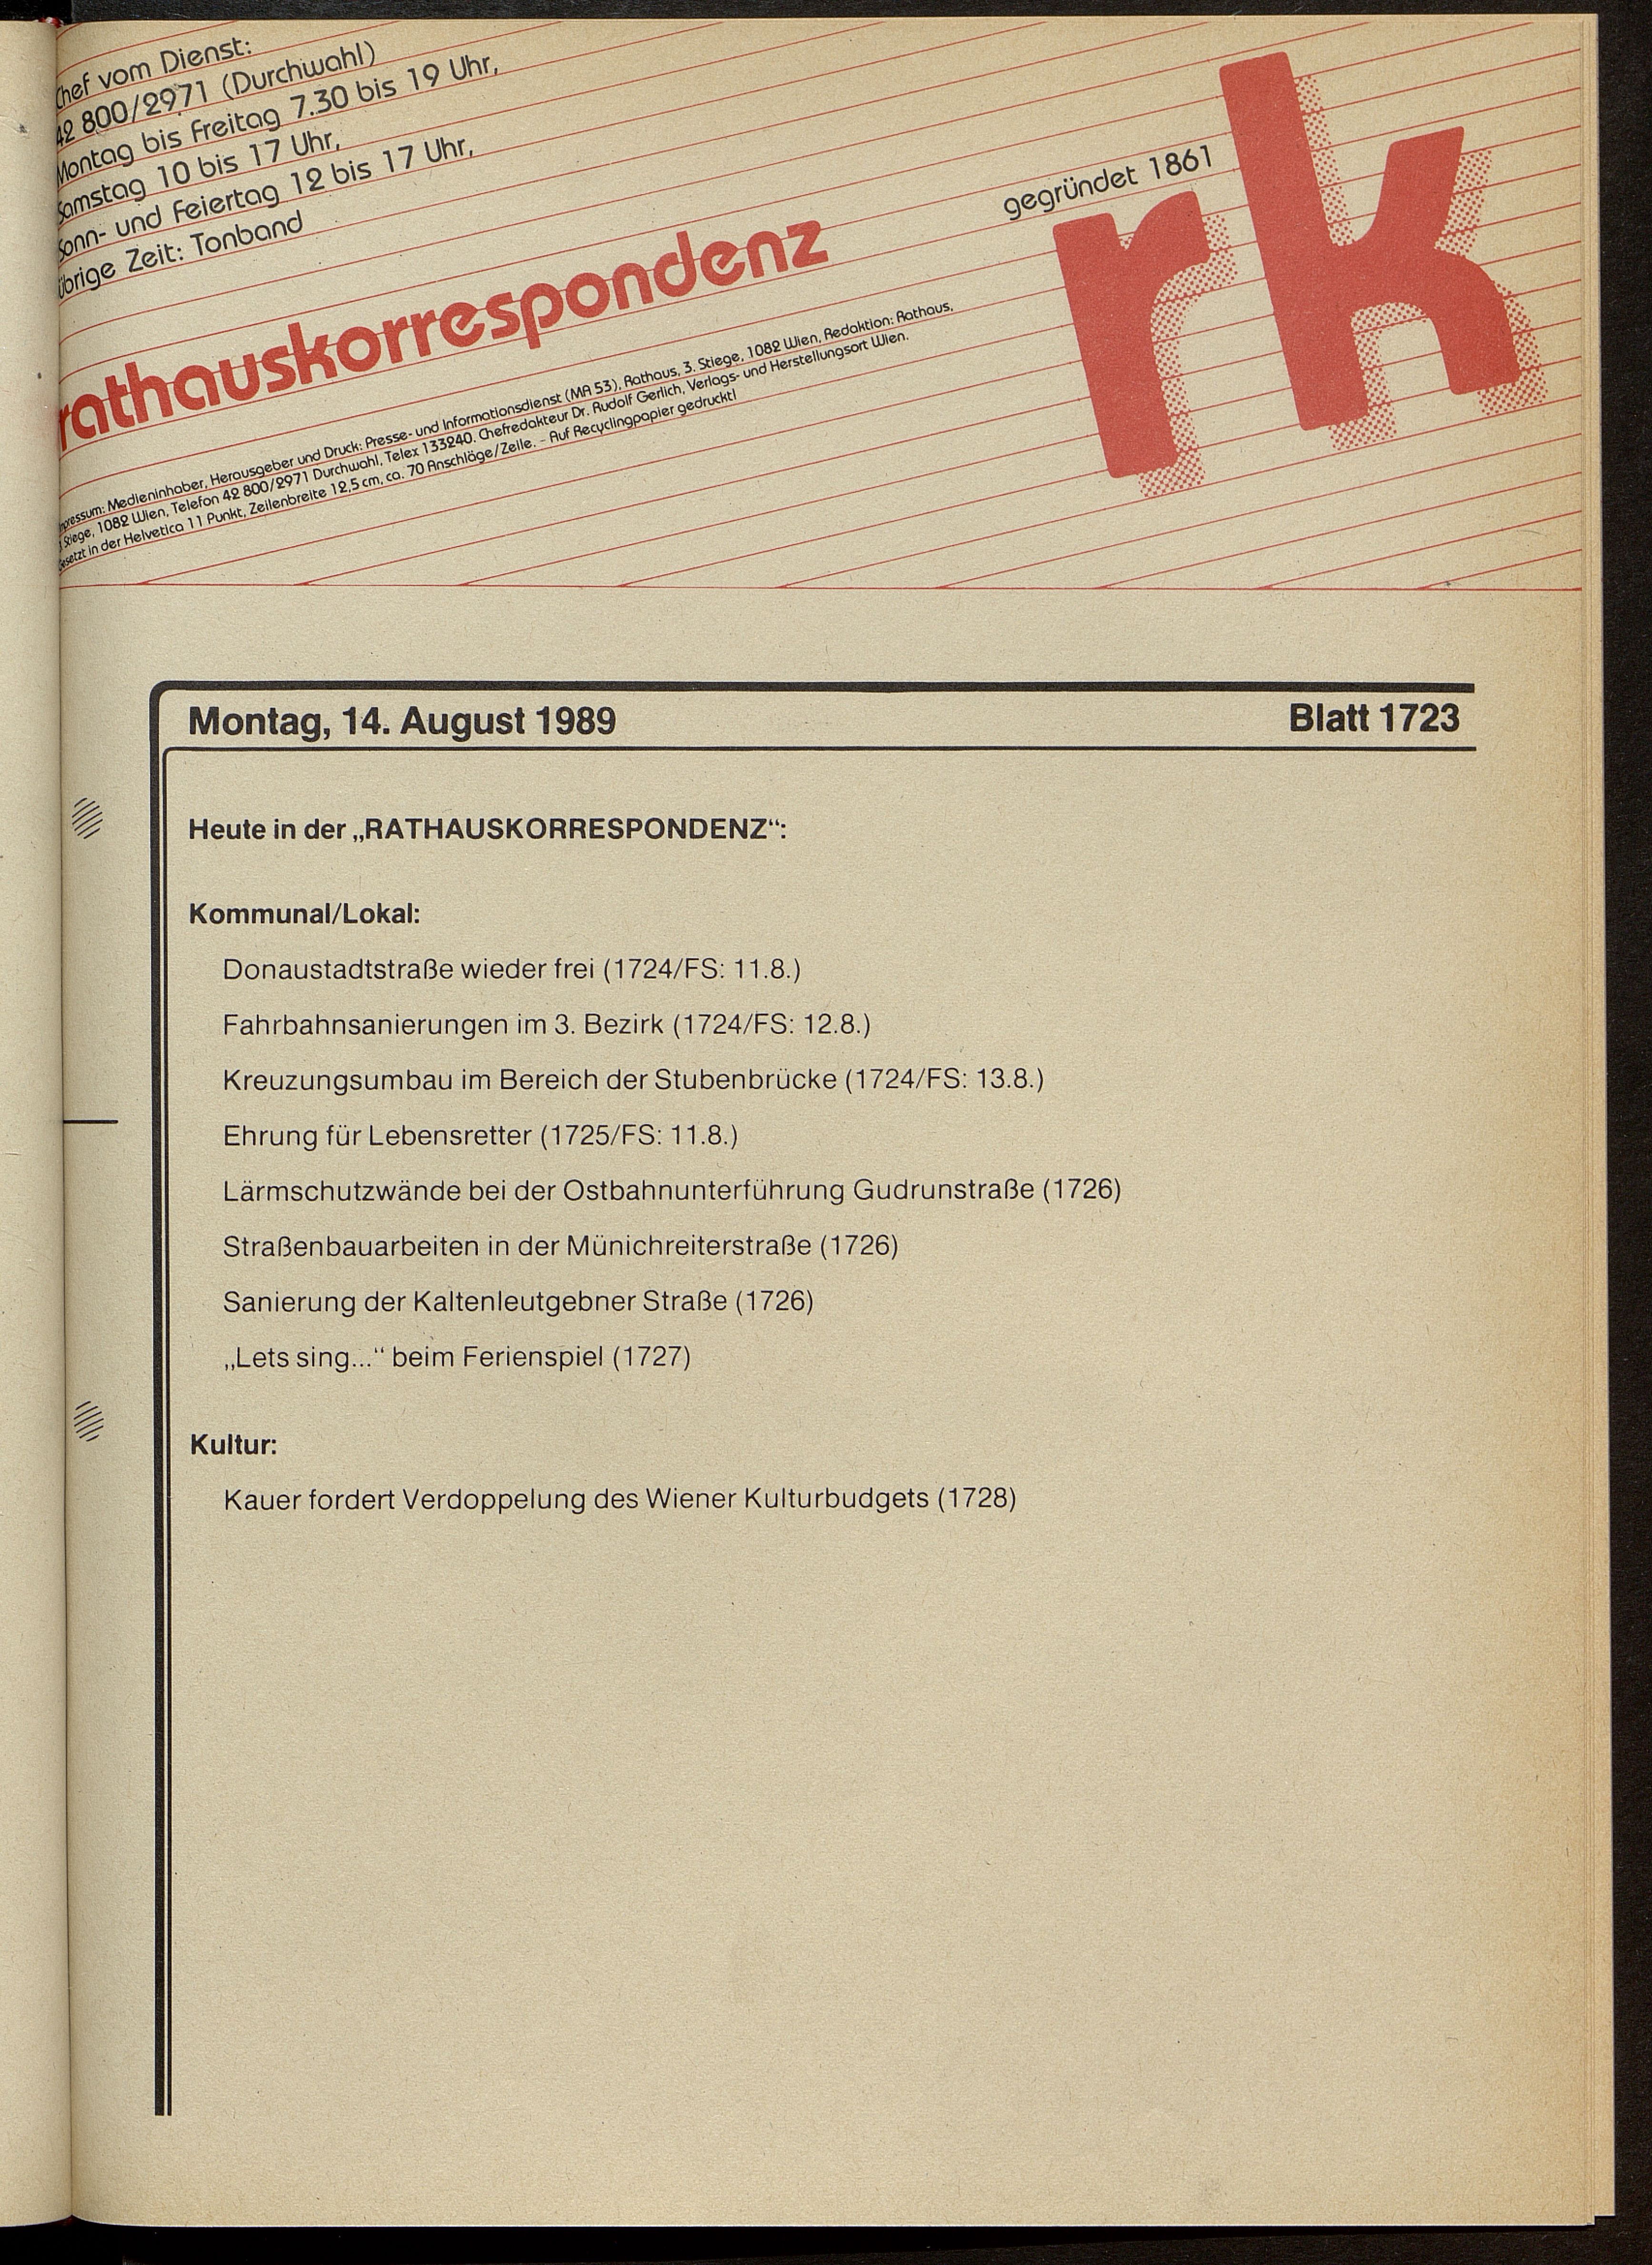 Chef vom Dienst:
42 800/2971 (Durchwahl)
Montag bis Freitag 7.30 bis 19 Uhr,
Samstag 10 bis 17 Uhr,
Sonn- und Feiertag 12 bis 17 Uhr,
übrige Zeit: Tonband
gegründet 1861
rk
rathauskorrespondenz
Impressum: Medieninhaber, Herausgeber und Druck: Presse- und Informationsdienst (MA 53), Rathaus, 3. Stiege, 1082 Wien, Redaktion: Rathaus,
3. Stiege, 1082 Wien, Telefon 42 800/2971 Durchwahl, Telex 133240. Chefredakteur Dr. Rudolf Gerlich, Verlags- und Herstellungsort Wien.
Gesetzt in der Helvetica 11 Punkt, Zeilenbreite 12,5 cm, ca. 70 Anschläge/Zeile. – Auf Recyclingpapier gedruckt!
Montag, 14. August 1989 Blatt 1723
Heute in der „RATHAUSKORRESPONDENZ“:
Kommunal/Lokal:
Donaustadtstraße wieder frei (1724/FS: 11.8.)
Fahrbahnsanierungen im 3. Bezirk (1724/FS: 12.8.)
Kreuzungsumbau im Bereich der Stubenbrücke (1724/FS: 13.8.)
Ehrung für Lebensretter (1725/FS: 11.8.)
Lärmschutzwände bei der Ostbahnunterführung Gudrunstraße (1726)
Straßenbauarbeiten in der Münichreiterstraße (1726)
Sanierung der Kaltenleutgebner Straße (1726)
„Lets sing...“ beim Ferienspiel (1727)
Kultur:
Kauer fordert Verdoppelung des Wiener Kulturbudgets (1728)